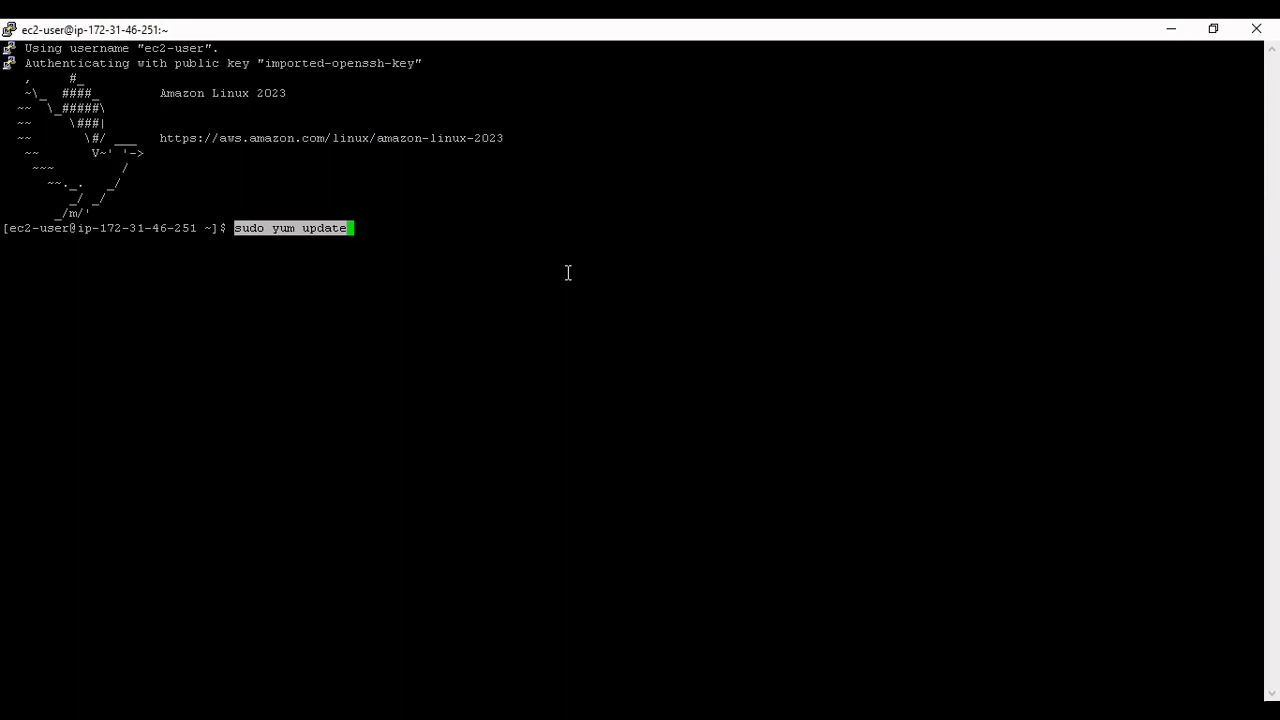 ec2-user@ip-172-31-46-251:~
Using username "ec2-user".
Authenticating with public key "imported-openssh-key"
   ,     #_
   ~\_  ####_        Amazon Linux 2023
  ~~  \_#####\
  ~~     \###|
  ~~       \#/ ___   https://aws.amazon.com/linux/amazon-linux-2023
   ~~       V~' '->
    ~~~         /
      ~~._.   _/
         _/ _/
       _/m/'
[ec2-user@ip-172-31-46-251 ~]$ sudo yum update